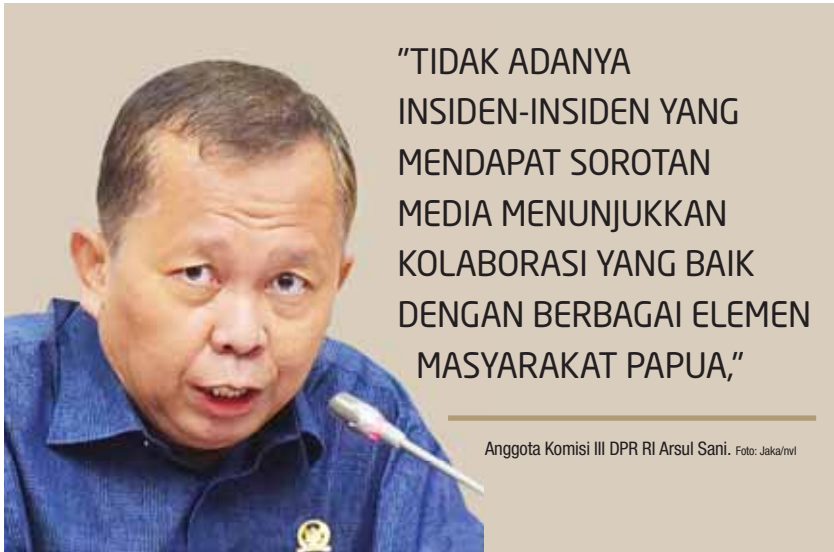 "TIDAK ADANYA
INSIDEN-INSIDEN YANG
MENDAPAT SOROTAN
MEDIA MENUNJUKKAN
KOLABORASI YANG BAIK
DENGAN BERBAGAI ELEMEN
MASYARAKAT PAPUA,"
Anggota Komisi III DPR RI Arsul Sani. Foto: Jaka/nvl